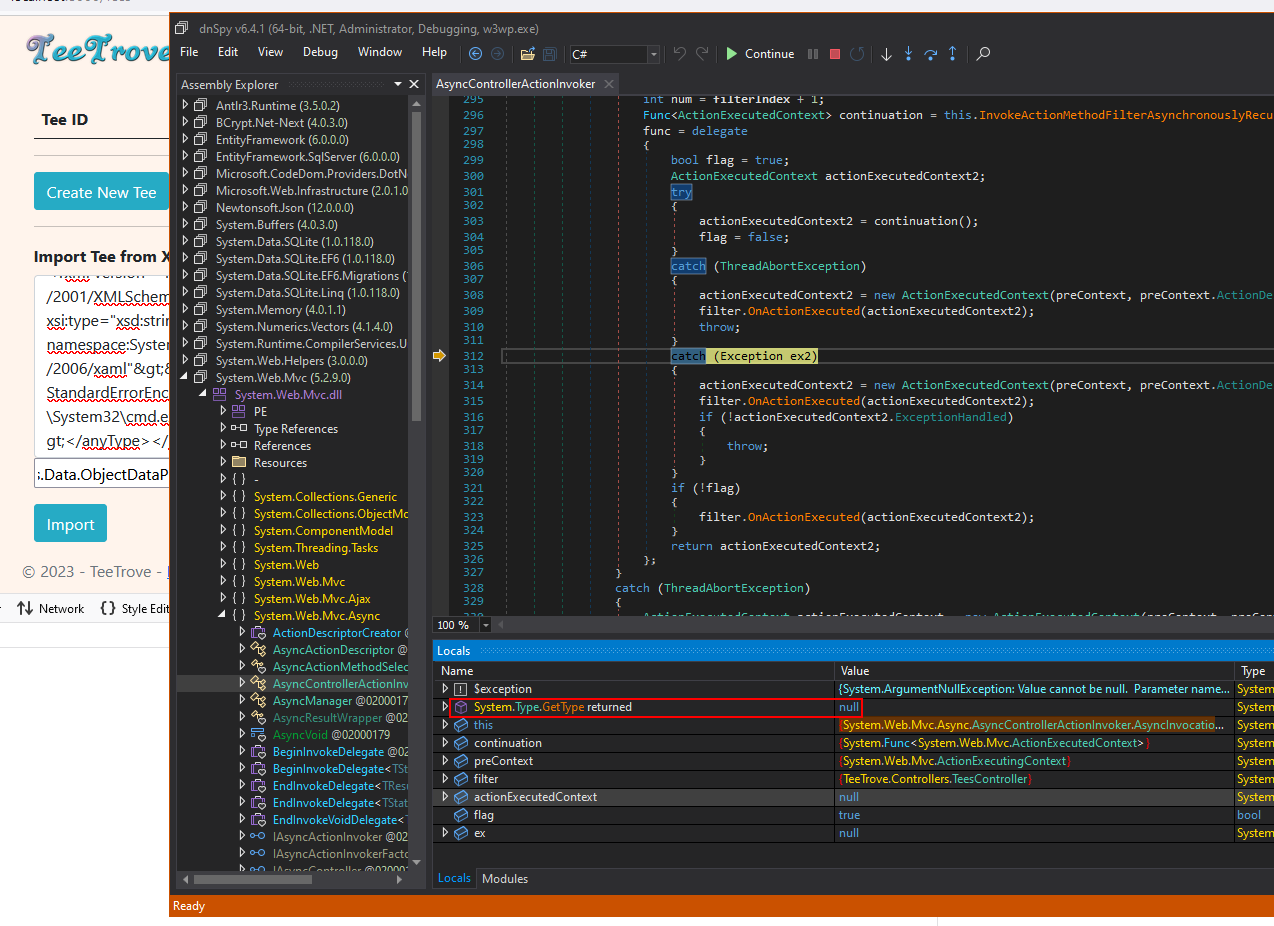 dnSpy v6.4.1 (64-bit, .NET, Administrator, Debugging, w3wp.exe)
File Edit View Debug Window Help C# Continue
TeeTrove
Tee ID
Create New Tee
Import Tee from X
/2001/XMLSchem
xsi:type="xsd:strin
namespace:System
/2006/xaml"&gt;&
StandardErrorEnc
\System32\cmd.e
gt;</anyType></
s.Data.ObjectDataP
Import
© 2023 - TeeTrove -
Network {} Style Edit
Assembly Explorer
Antlr3.Runtime (3.5.0.2)
BCrypt.Net-Next (4.0.3.0)
EntityFramework (6.0.0.0)
EntityFramework.SqlServer (6.0.0.0)
Microsoft.CodeDom.Providers.DotN
Microsoft.Web.Infrastructure (2.0.1.0
Newtonsoft.Json (12.0.0.0)
System.Buffers (4.0.3.0)
System.Data.SQLite (1.0.118.0)
System.Data.SQLite.EF6 (1.0.118.0)
System.Data.SQLite.EF6.Migrations (
System.Data.SQLite.Linq (1.0.118.0)
System.Memory (4.0.1.1)
System.Numerics.Vectors (4.1.4.0)
System.Runtime.CompilerServices.U
System.Web.Helpers (3.0.0.0)
System.Web.Mvc (5.2.9.0)
System.Web.Mvc.dll
PE
Type References
References
Resources
{ } -
{ } System.Collections.Generic
{ } System.Collections.ObjectMo
{ } System.ComponentModel
{ } System.Threading.Tasks
{ } System.Web
{ } System.Web.Mvc
{ } System.Web.Mvc.Ajax
{ } System.Web.Mvc.Razor
{ } System.Web.Mvc.Async
ActionDescriptorCreator @
AsyncActionDescriptor @
AsyncActionMethodSelec
AsyncControllerActionInv
AsyncManager @0200017
AsyncResultWrapper @02
AsyncVoid @02000179
BeginInvokeDelegate @02
BeginInvokeDelegate<TSt
EndInvokeDelegate<TRes
EndInvokeDelegate<TStat
EndInvokeVoidDelegate<T
IAsyncActionInvoker @02
IAsyncActionInvokerFacto
IAsyncController @02000
AsyncControllerActionInvoker
295 int num = filterIndex + 1;
296 Func<ActionExecutedContext> continuation = this.InvokeActionMethodFilterAsynchronouslyRecu
297 func = delegate
298 {
299 bool flag = true;
300 ActionExecutedContext actionExecutedContext2;
301 try
302 {
303 actionExecutedContext2 = continuation();
304 flag = false;
305 }
306 catch (ThreadAbortException)
307 {
308 actionExecutedContext2 = new ActionExecutedContext(preContext, preContext.ActionDe
309 filter.OnActionExecuted(actionExecutedContext2);
310 throw;
311 }
312 catch (Exception ex2)
313 {
314 actionExecutedContext2 = new ActionExecutedContext(preContext, preContext.ActionDe
315 filter.OnActionExecuted(actionExecutedContext2);
316 if (!actionExecutedContext2.ExceptionHandled)
317 {
318 throw;
319 }
320 }
321 if (!flag)
322 {
323 filter.OnActionExecuted(actionExecutedContext2);
324 }
325 return actionExecutedContext2;
326 };
327 }
328 catch (ThreadAbortException)
329 {
100 %
Locals
Name Value Type
$exception {System.ArgumentNullException: Value cannot be null. Parameter name... System
System.Type.GetType returned null System
this {System.Web.Mvc.Async.AsyncControllerActionInvoker.AsyncInvocatio... System
continuation {System.Func<System.Web.Mvc.ActionExecutedContext>} System
preContext {System.Web.Mvc.ActionExecutingContext} System
filter {TeeTrove.Controllers.TeesController} System
actionExecutedContext null System
flag true bool
ex null System
Locals Modules
Ready